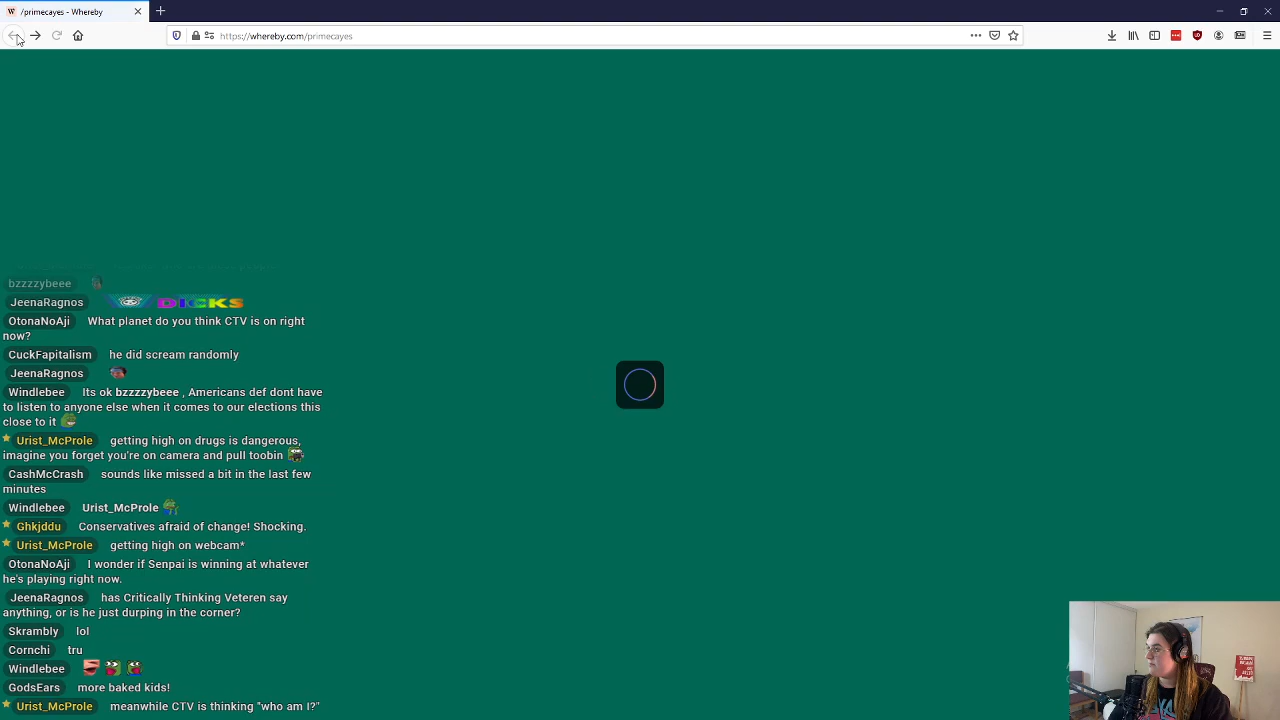 /primecayes - Whereby
https://whereby.com/primecayes
bzzzzybeee
JeenaRagnos DICKS
OtonaNoAji What planet do you think CTV is on right
now?
CuckFapitalism he did scream randomly
JeenaRagnos
Windlebee Its ok bzzzzybeee , Americans def dont have
to listen to anyone else when it comes to our elections this
close to it
Urist_McProle getting high on drugs is dangerous,
imagine you forget you're on camera and pull toobin
CashMcCrash sounds like missed a bit in the last few
minutes
Windlebee Urist_McProle
Ghkjddu Conservatives afraid of change! Shocking.
Urist_McProle getting high on webcam*
OtonaNoAji I wonder if Senpai is winning at whatever
he's playing right now.
JeenaRagnos has Critically Thinking Veteren say
anything, or is he just durping in the corner?
Skrambly lol
Cornchi tru
Windlebee
GodsEars more baked kids!
Urist_McProle meanwhile CTV is thinking "who am I?"